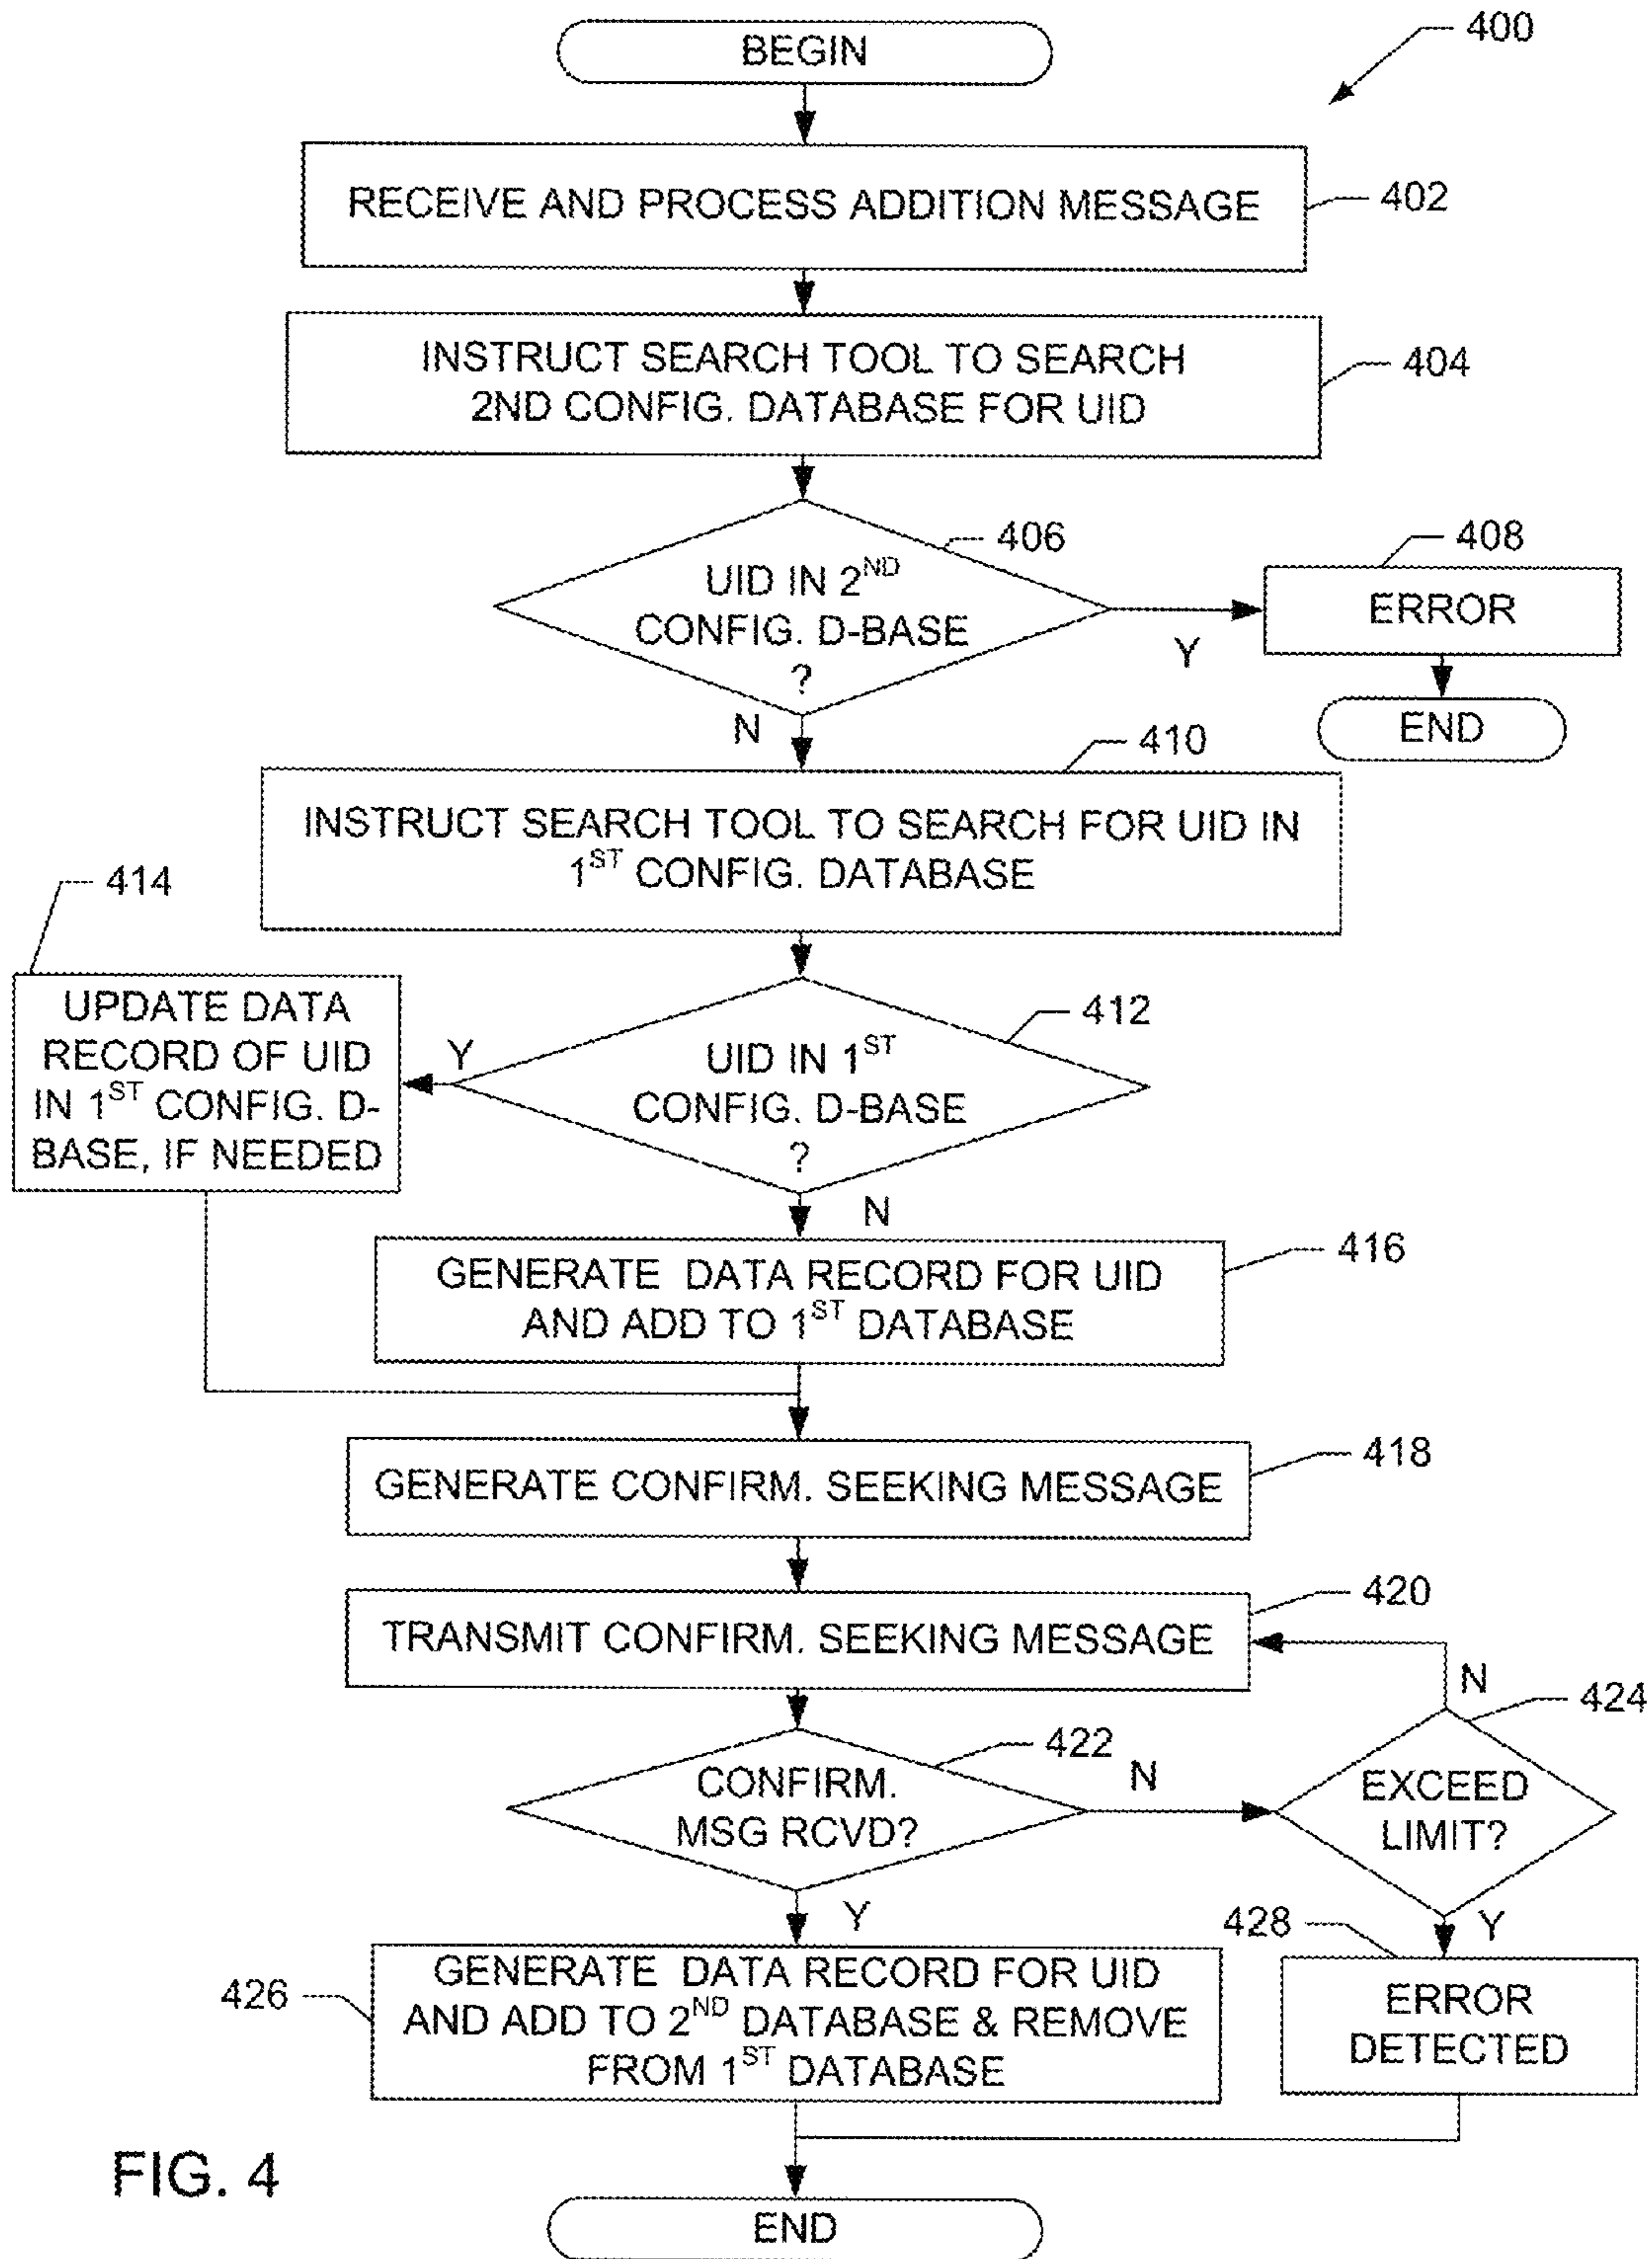 BEGIN
400
RECEIVE AND PROCESS ADDITION MESSAGE
402
INSTRUCT SEARCH TOOL TO SEARCH
2ND CONFIG. DATABASE FOR UID
404
406
UID IN 2ND
CONFIG. D-BASE
?
Y
N
408
ERROR
END
410
INSTRUCT SEARCH TOOL TO SEARCH FOR UID IN
1ST CONFIG. DATABASE
414
UPDATE DATA
RECORD OF UID
IN 1ST CONFIG. D-
BASE, IF NEEDED
Y
412
UID IN 1ST
CONFIG. D-BASE
?
N
416
GENERATE DATA RECORD FOR UID
AND ADD TO 1ST DATABASE
418
GENERATE CONFIRM. SEEKING MESSAGE
420
TRANSMIT CONFIRM. SEEKING MESSAGE
N
424
422
CONFIRM.
MSG RCVD?
N
EXCEED
LIMIT?
Y
428
Y
426
GENERATE DATA RECORD FOR UID
AND ADD TO 2ND DATABASE & REMOVE
FROM 1ST DATABASE
ERROR
DETECTED
FIG. 4
END